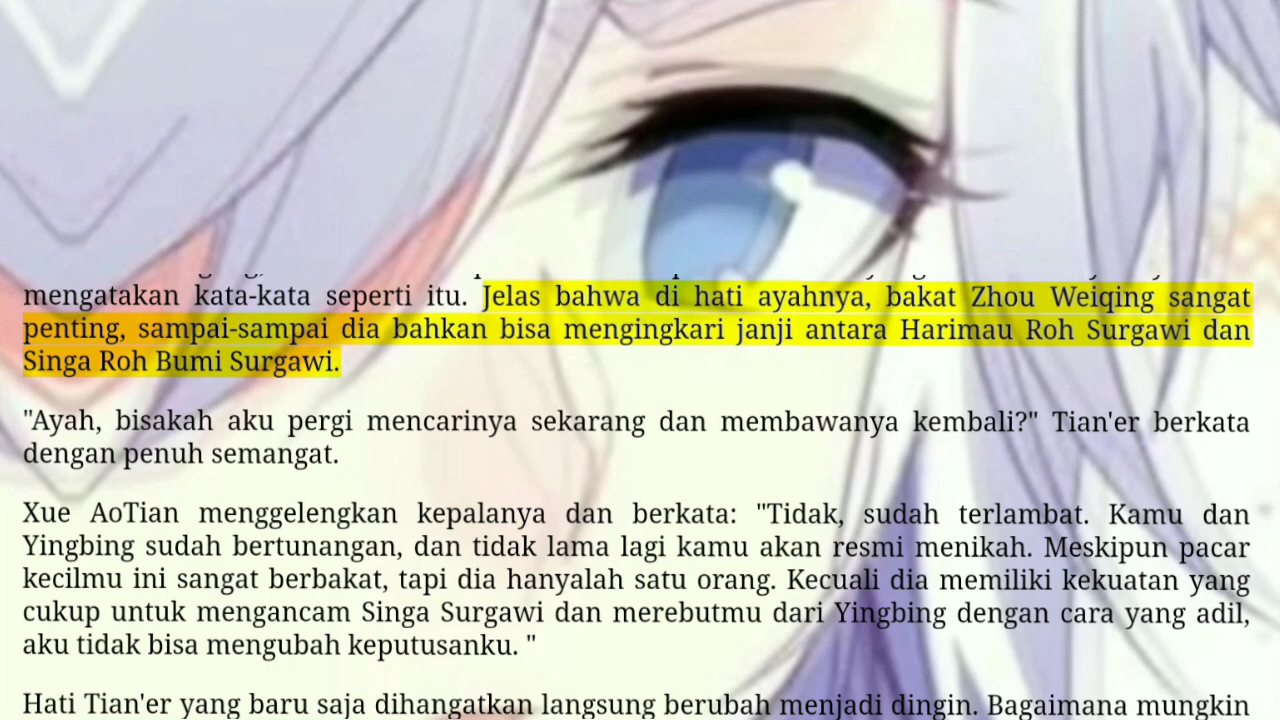 mengatakan kata-kata seperti itu. Jelas bahwa di hati ayahnya, bakat Zhou Weiqing sangat
penting, sampai-sampai dia bahkan bisa mengingkari janji antara Harimau Roh Surgawi dan
Singa Roh Bumi Surgawi.
"Ayah, bisakah aku pergi mencarinya sekarang dan membawanya kembali?" Tian'er berkata
dengan penuh semangat.
Xue AoTian menggelengkan kepalanya dan berkata: "Tidak, sudah terlambat. Kamu dan
Yingbing sudah bertunangan, dan tidak lama lagi kamu akan resmi menikah. Meskipun pacar
kecilmu ini sangat berbakat, tapi dia hanyalah satu orang. Kecuali dia memiliki kekuatan yang
cukup untuk mengancam Singa Surgawi dan merebutmu dari Yingbing dengan cara yang adil,
aku tidak bisa mengubah keputusanku. "
Hati Tian'er yang baru saja dihangatkan langsung berubah menjadi dingin. Bagaimana mungkin